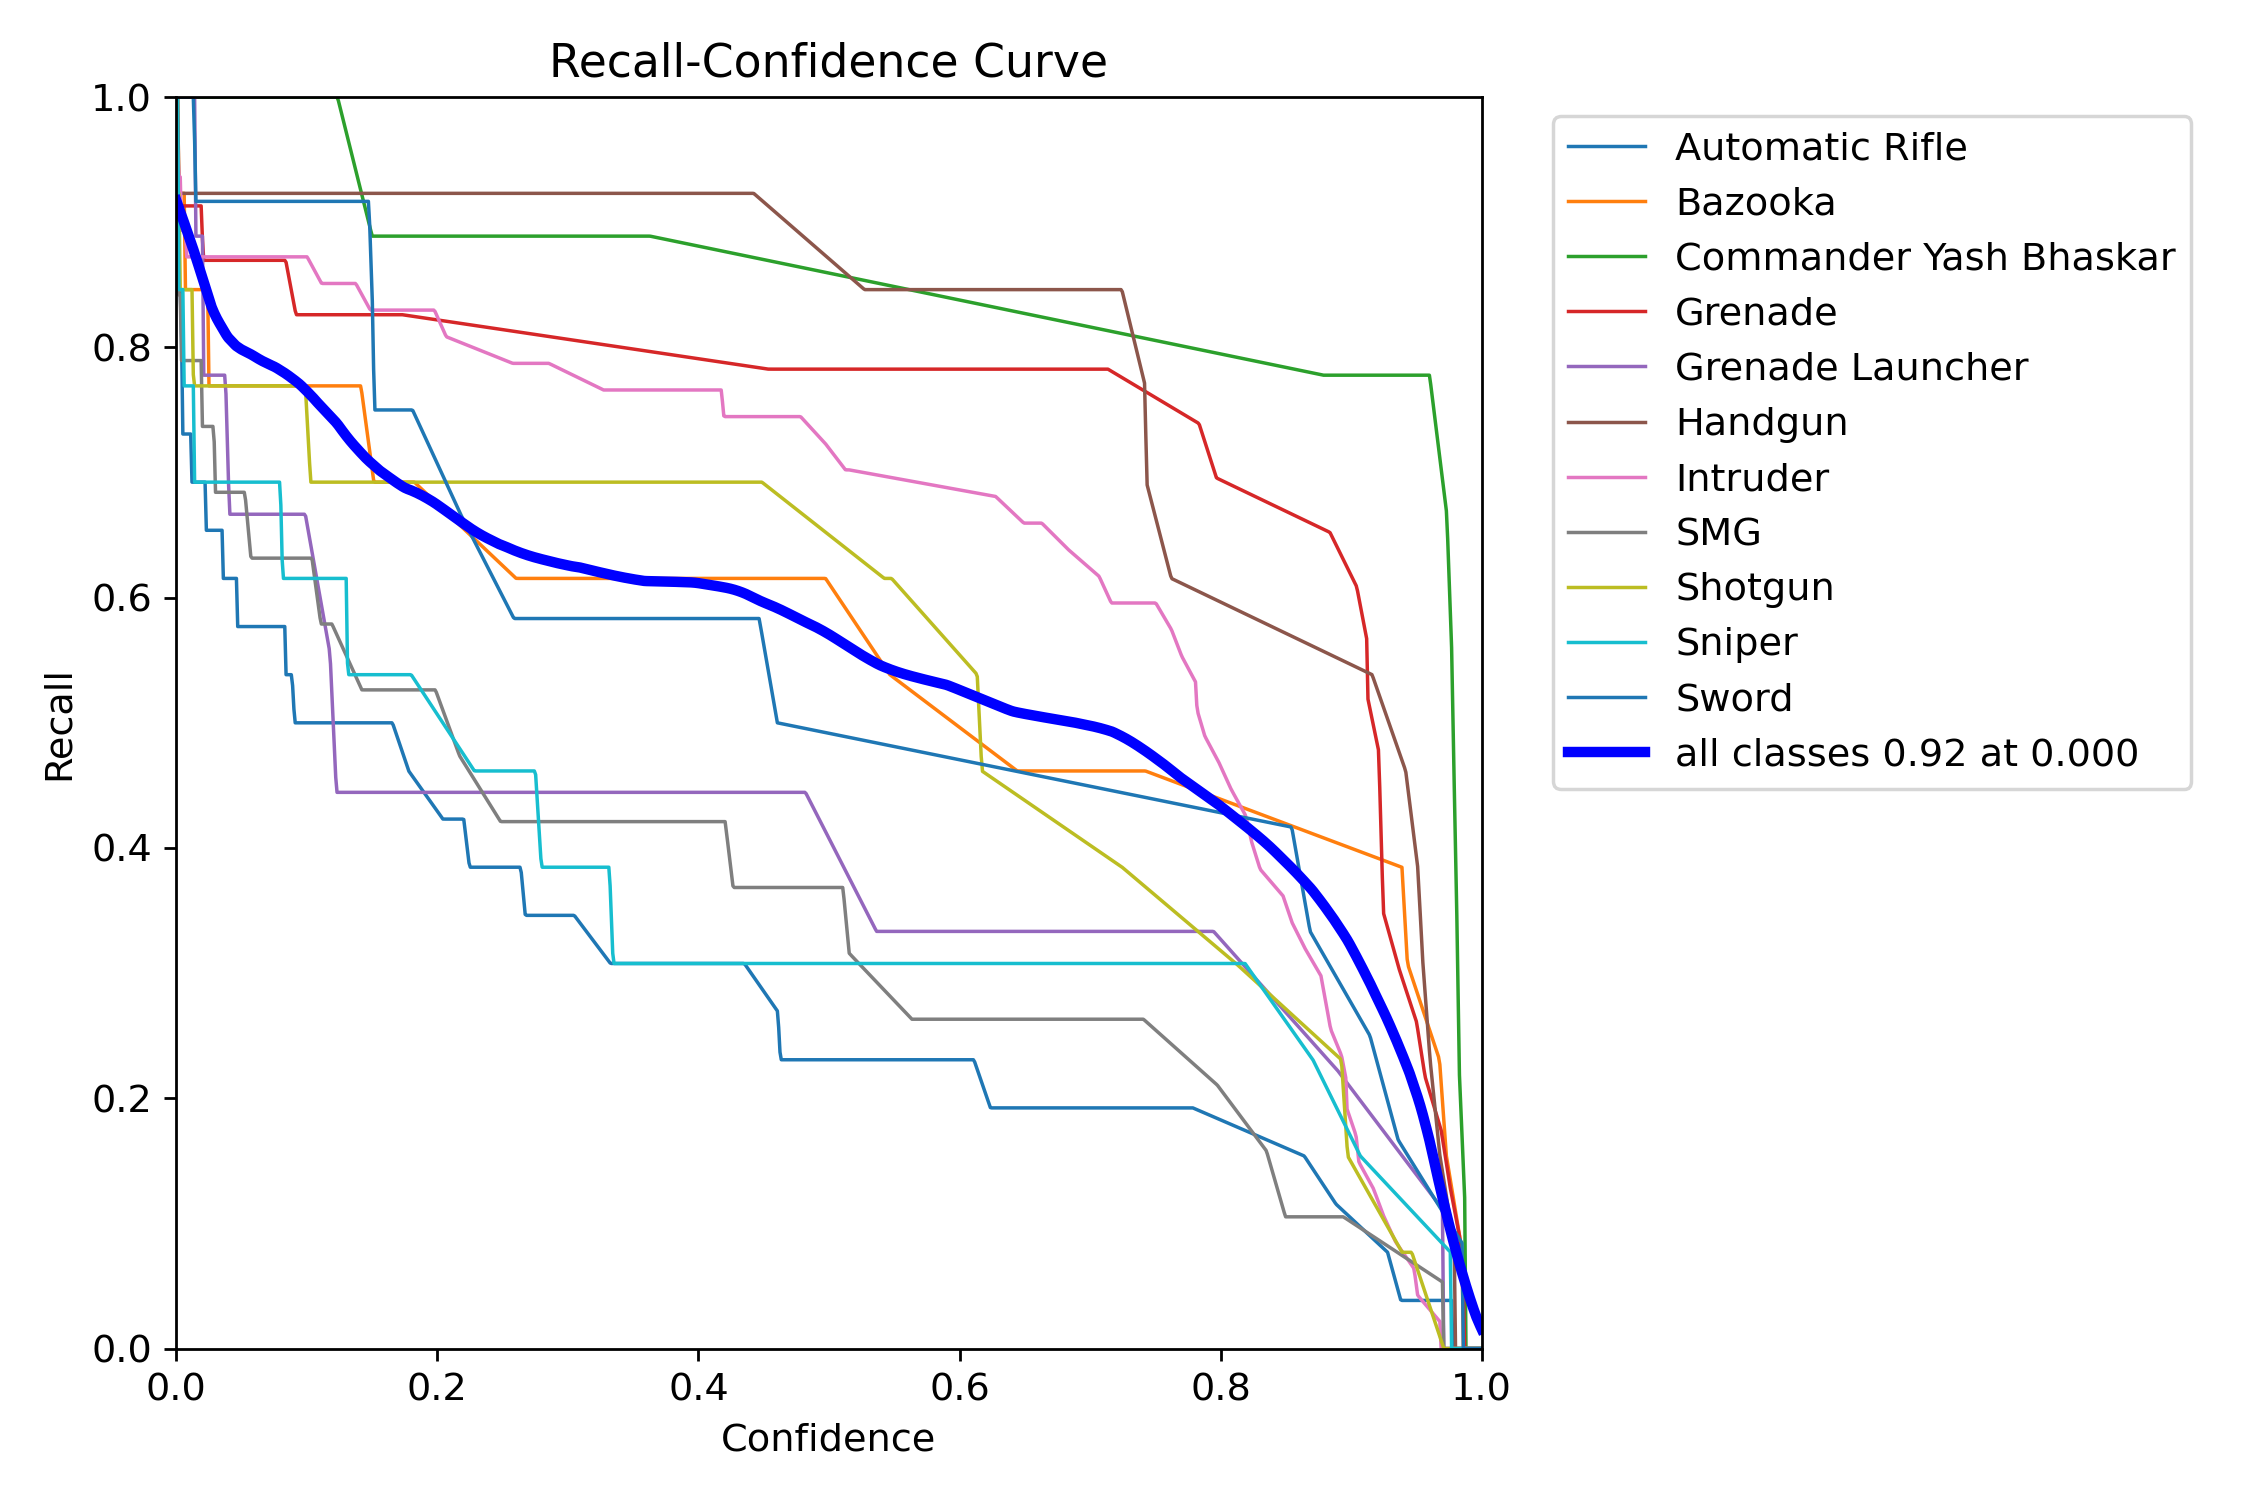 Recall-Confidence Curve
1.0
0.8
0.6
0.4
0.2
0.0
Recall
0.0 0.2 0.4 0.6 0.8 1.0
Confidence
Automatic Rifle
Bazooka
Commander Yash Bhaskar
Grenade
Grenade Launcher
Handgun
Intruder
SMG
Shotgun
Sniper
Sword
all classes 0.92 at 0.000